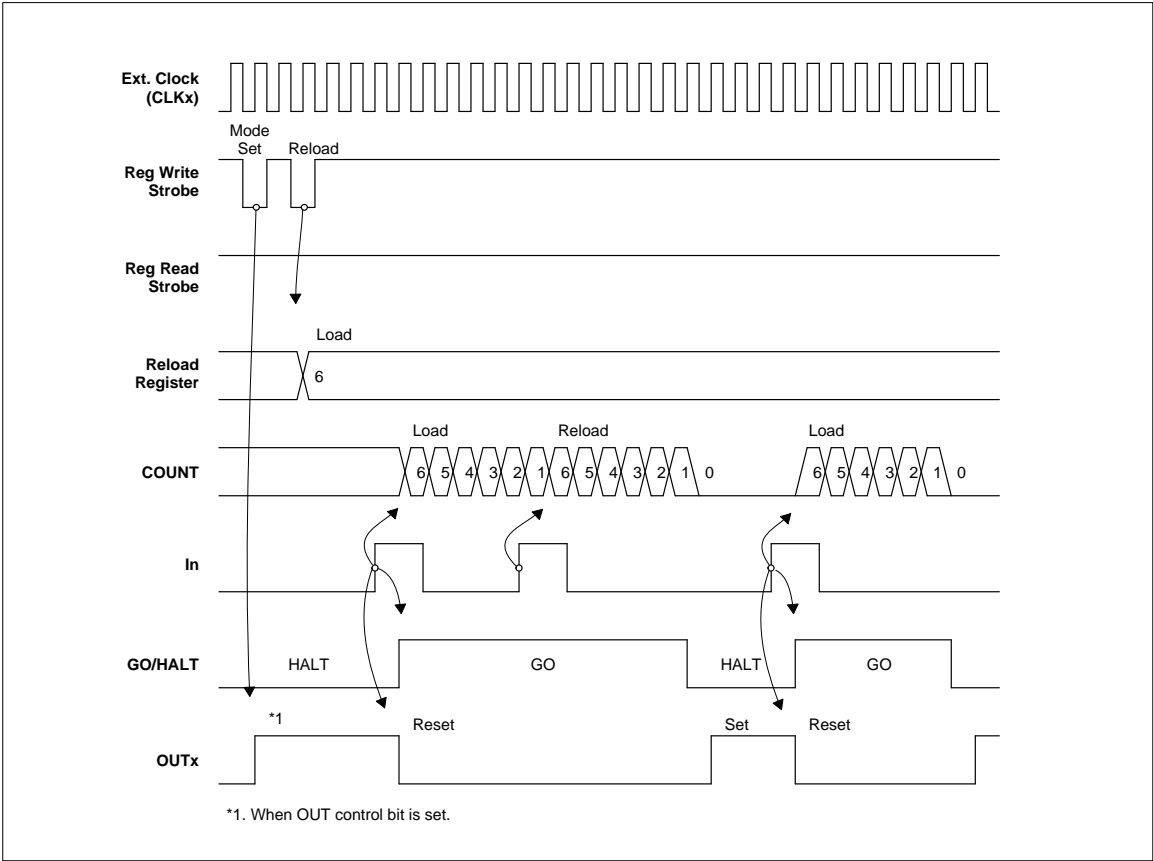 Ext. Clock
(CLKx)
Mode
Set Reload
Reg Write
Strobe
Reg Read
Strobe
Load
Reload
Register
6
Load Reload Load
COUNT
6 5 4 3 2 1 6 5 4 3 2 1 0 6 5 4 3 2 1 0
In
GO/HALT
HALT GO HALT GO
*1 Reset Set Reset
OUTx
*1. When OUT control bit is set.